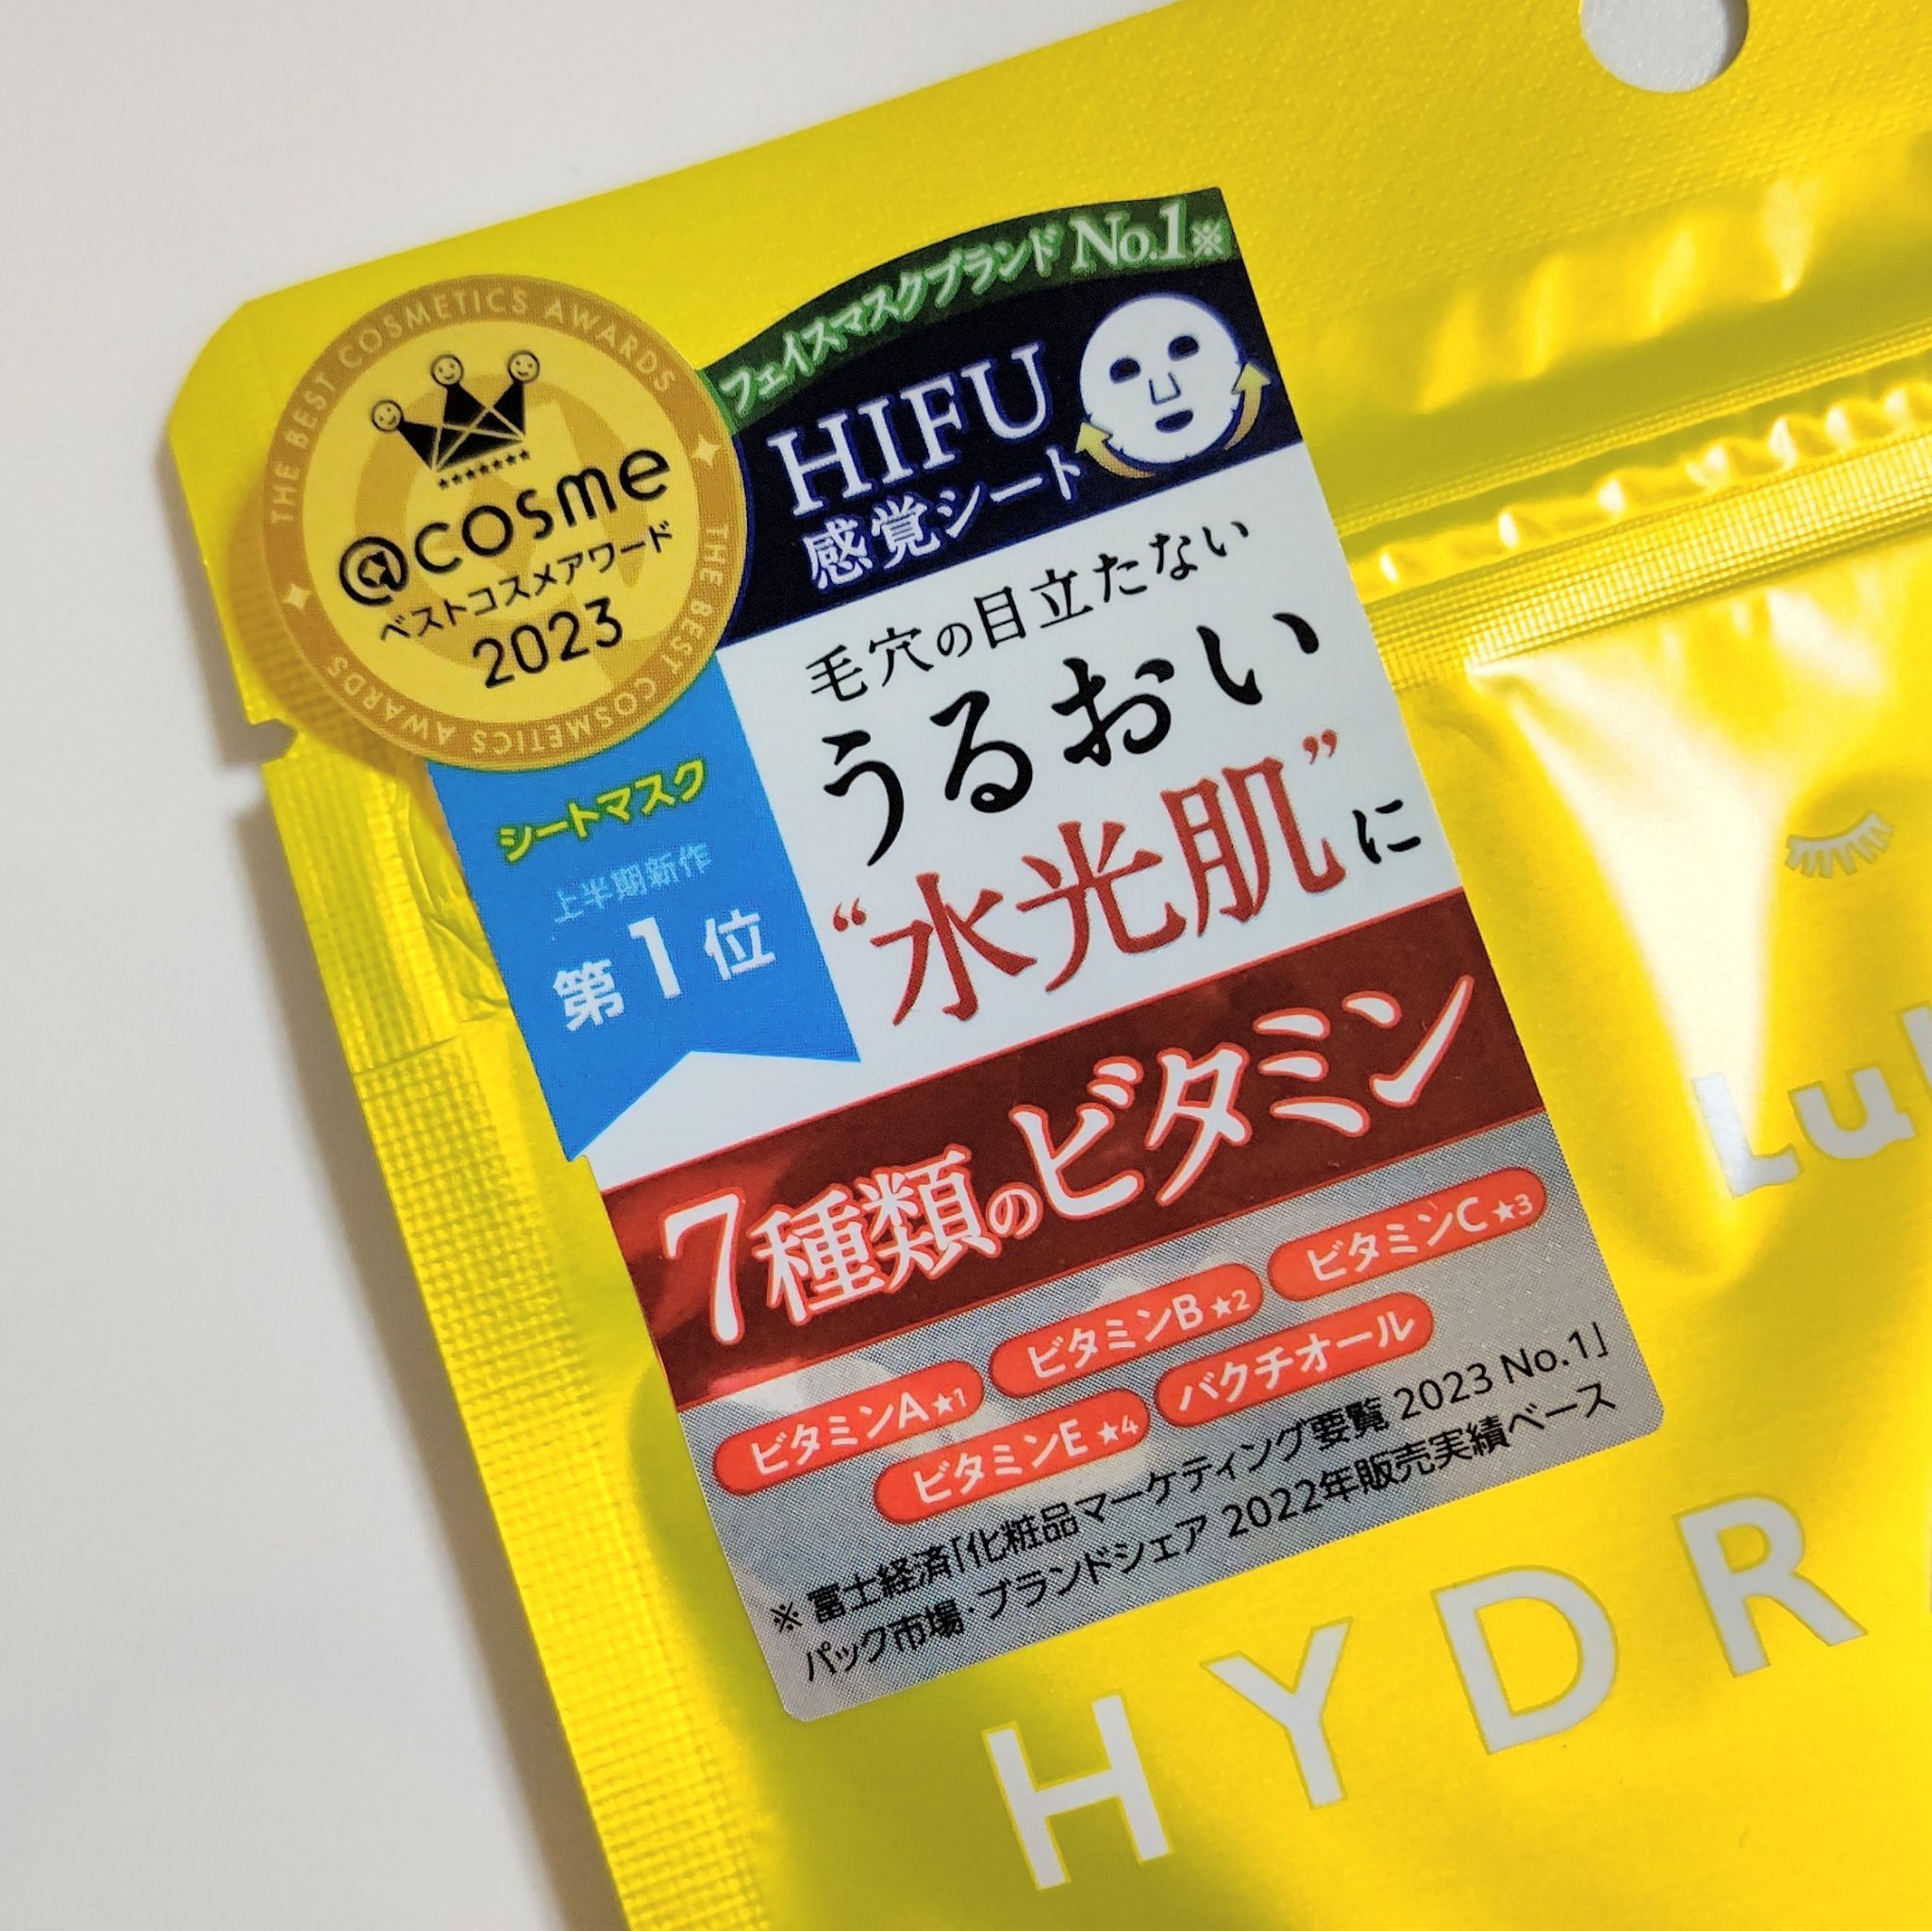 THE BEST COSMETICS AWARDS
THE BEST COSMETICS AWARDS
@cosme
ベストコスメアワード
2023
シートマスク
上半期新作
第1位
フェイスマスクブランドNo.1※
HIFU
感覚シート
毛穴の目立たない
うるおい
“水光肌”に
7種類のビタミン
ビタミンA★1
ビタミンB★2
ビタミンC★3
ビタミンE★4
バクチオール
※ 富士経済「化粧品マーケティング要覧 2023 No.1」
パック市場・ブランドシェア 2022年販売実績ベース
HYDR